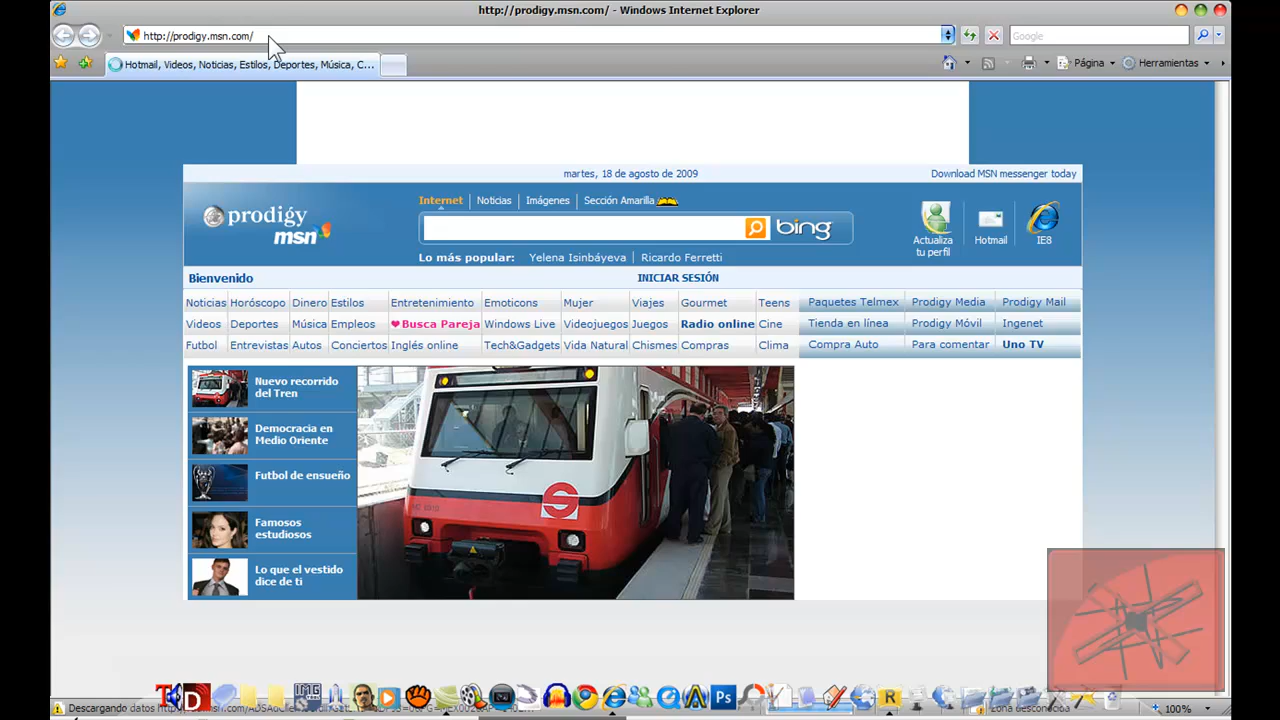 http://prodigy.msn.com/ - Windows Internet Explorer
http://prodigy.msn.com/
Google
Hotmail, Videos, Noticias, Estilos, Deportes, Música, C...
Página
Herramientas
martes, 18 de agosto de 2009
Download MSN messenger today
prodigy
msn
Internet
Noticias
Imágenes
Sección Amarilla
bing
Lo más popular: Yelena Isinbáyeva | Ricardo Ferretti
Actualiza
tu perfil
Hotmail
IE8
Bienvenido
INICIAR SESIÓN
Noticias Horóscopo Dinero Estilos Entretenimiento Emoticons Mujer Viajes Gourmet Teens Paquetes Telmex Prodigy Media Prodigy Mail
Videos Deportes Música Empleos Busca Pareja Windows Live Videojuegos Juegos Radio online Cine Tienda en línea Prodigy Móvil Ingenet
Futbol Entrevistas Autos Conciertos Inglés online Tech&Gadgets Vida Natural Chismes Compras Clima Compra Auto Para comentar Uno TV
Nuevo recorrido
del Tren
Democracia en
Medio Oriente
Futbol de ensueño
Famosos
estudiosos
Lo que el vestido
dice de ti
IMG
Ps
R
Descargando datos
Zona desconocida
100%